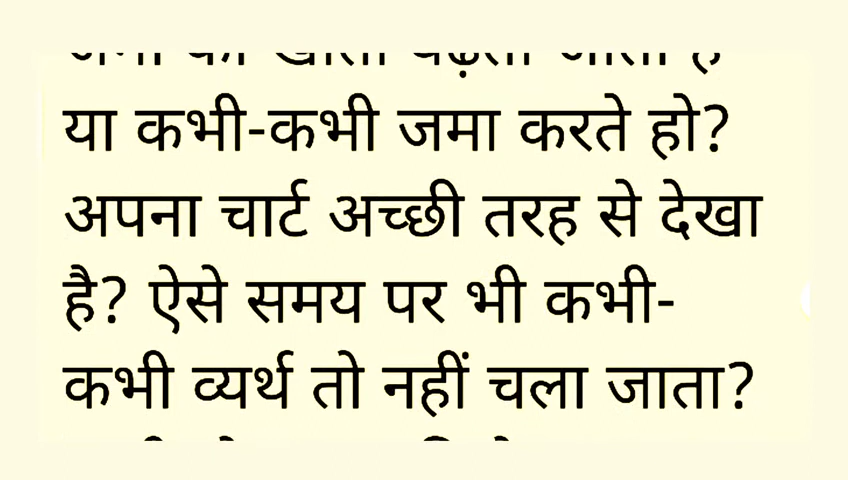 या कभी-कभी जमा करते हो?
अपना चार्ट अच्छी तरह से देखा
है? ऐसे समय पर भी कभी-
कभी व्यर्थ तो नहीं चला जाता?